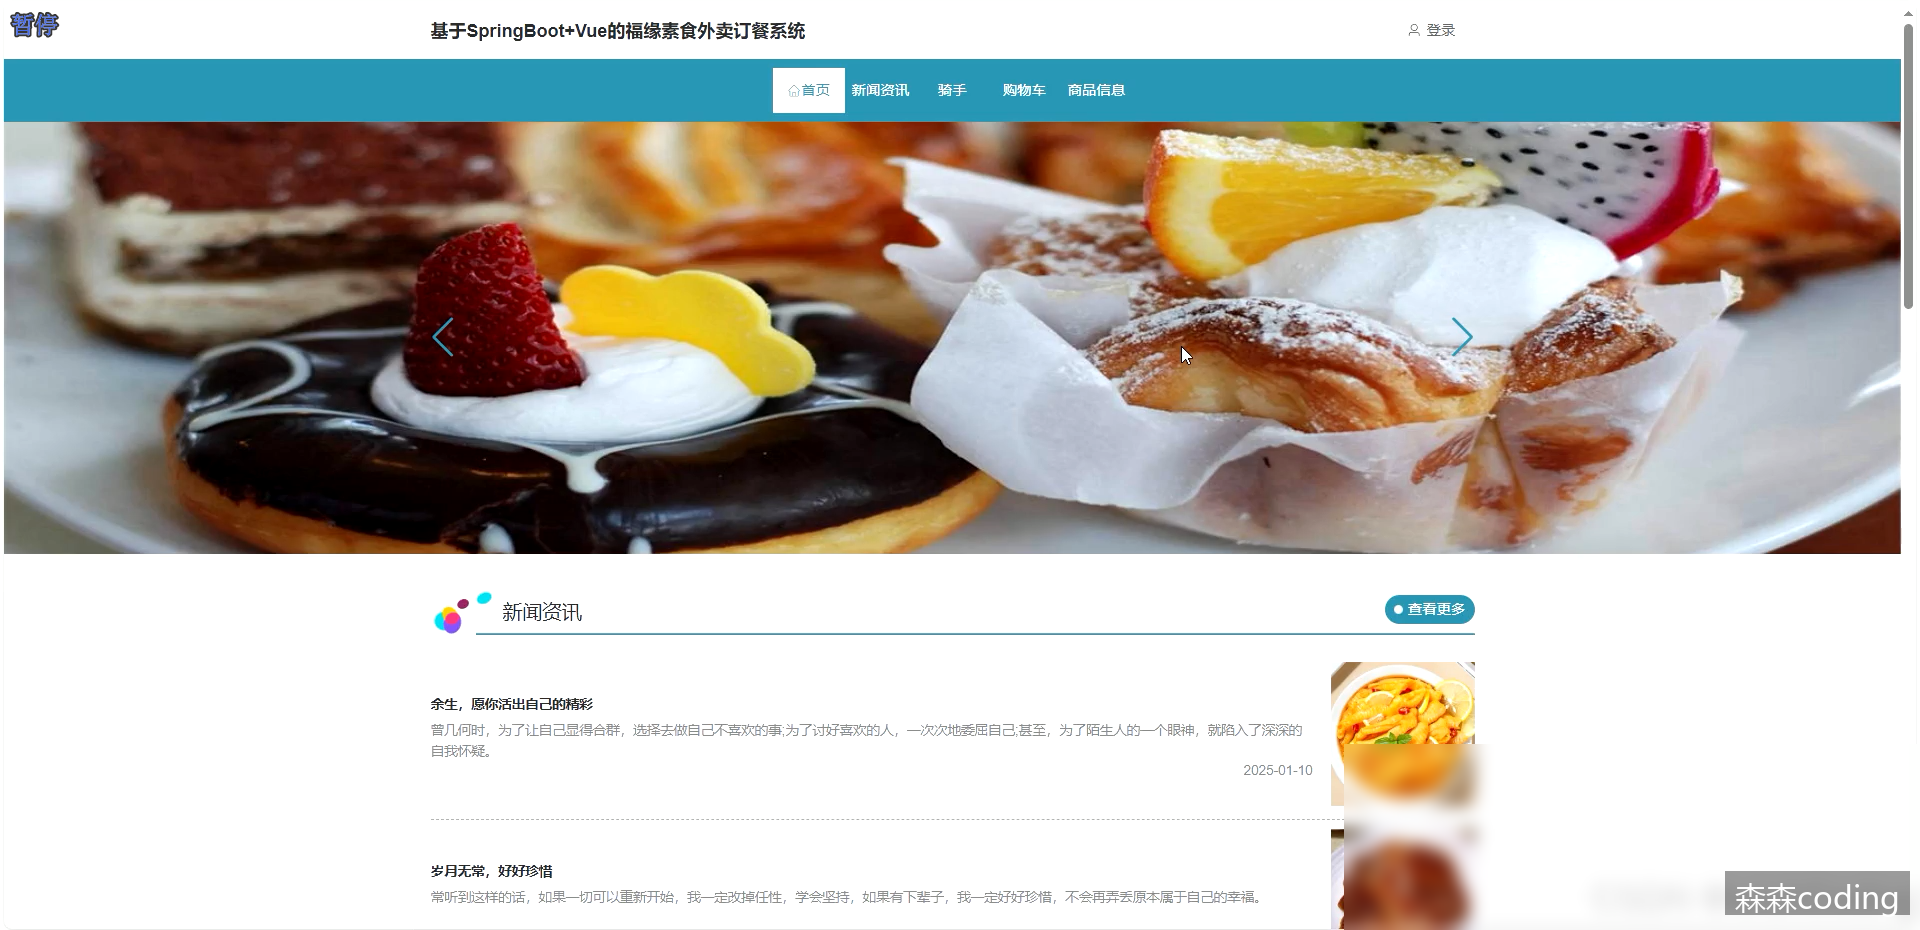 暂停
基于SpringBoot+Vue的福缘素食外卖订餐系统
登录
首页 新闻资讯 骑手 购物车 商品信息
新闻资讯
查看更多
余生，愿你活出自己的精彩
曾几何时，为了让自己显得合群，选择去做自己不喜欢的事;为了讨好喜欢的人，一次次地委屈自己;甚至，为了陌生人的一个眼神，就陷入了深深的
自我怀疑。
2025-01-10
岁月无常，好好珍惜
常听到这样的话，如果一切可以重新开始，我一定改掉任性，学会坚持，如果有下辈子，我一定好好珍惜，不会再弄丢原本属于自己的幸福。
森森coding